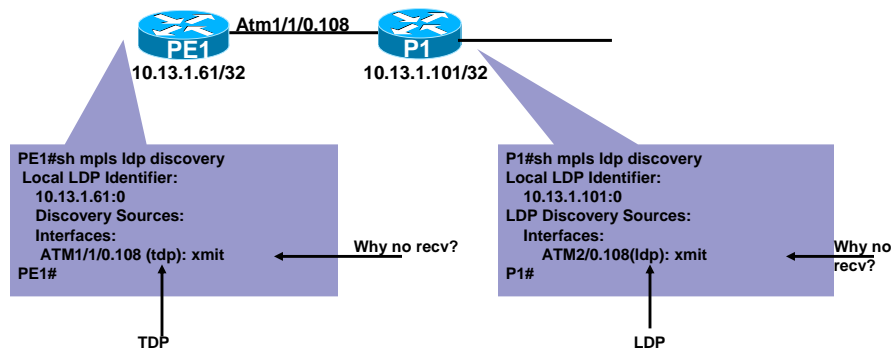 Atm1/1/0.108
PE1
P1
10.13.1.61/32
10.13.1.101/32
PE1#sh mpls ldp discovery
Local LDP Identifier:
10.13.1.61:0
Discovery Sources:
Interfaces:
ATM1/1/0.108 (tdp): xmit
PE1#
Why no recv?
TDP
P1#sh mpls ldp discovery
Local LDP Identifier:
10.13.1.101:0
LDP Discovery Sources:
Interfaces:
ATM2/0.108(ldp): xmit
P1#
Why no
recv?
LDP